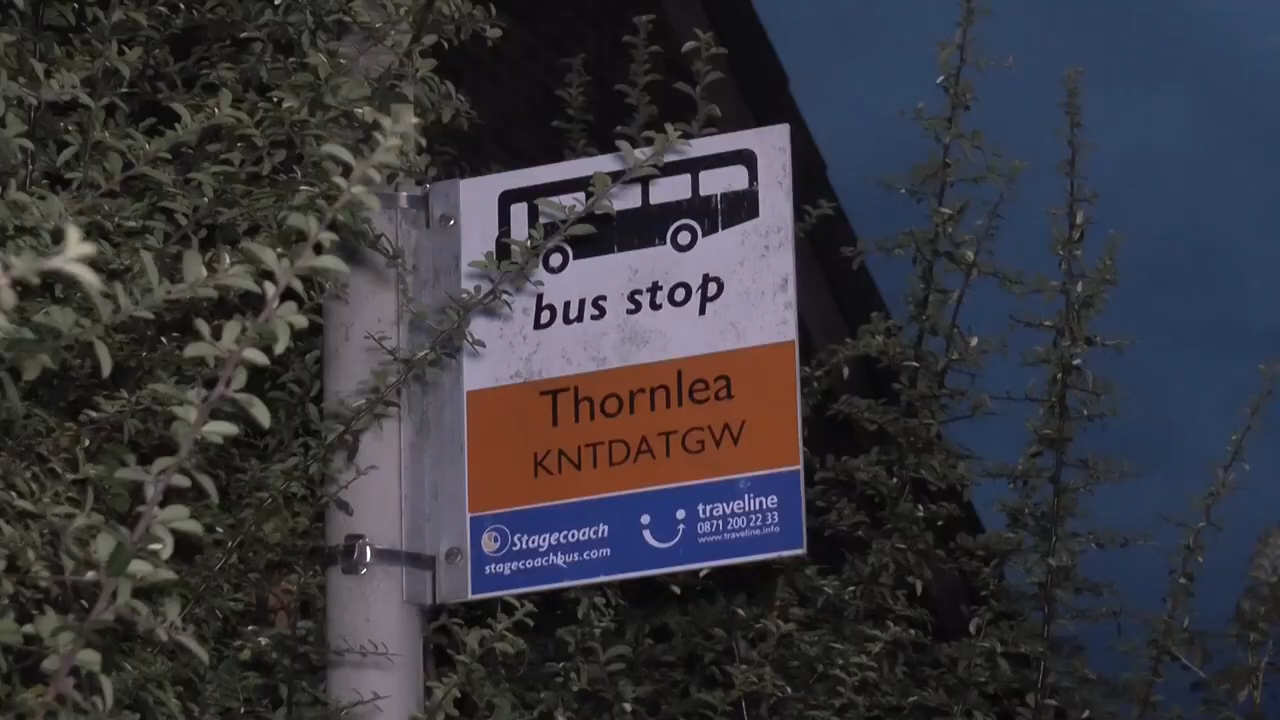 bus stop
Thornlea
KNTDATGW
Stagecoach
stagecoachbus.com
traveline
0871 200 22 33
www.traveline.info